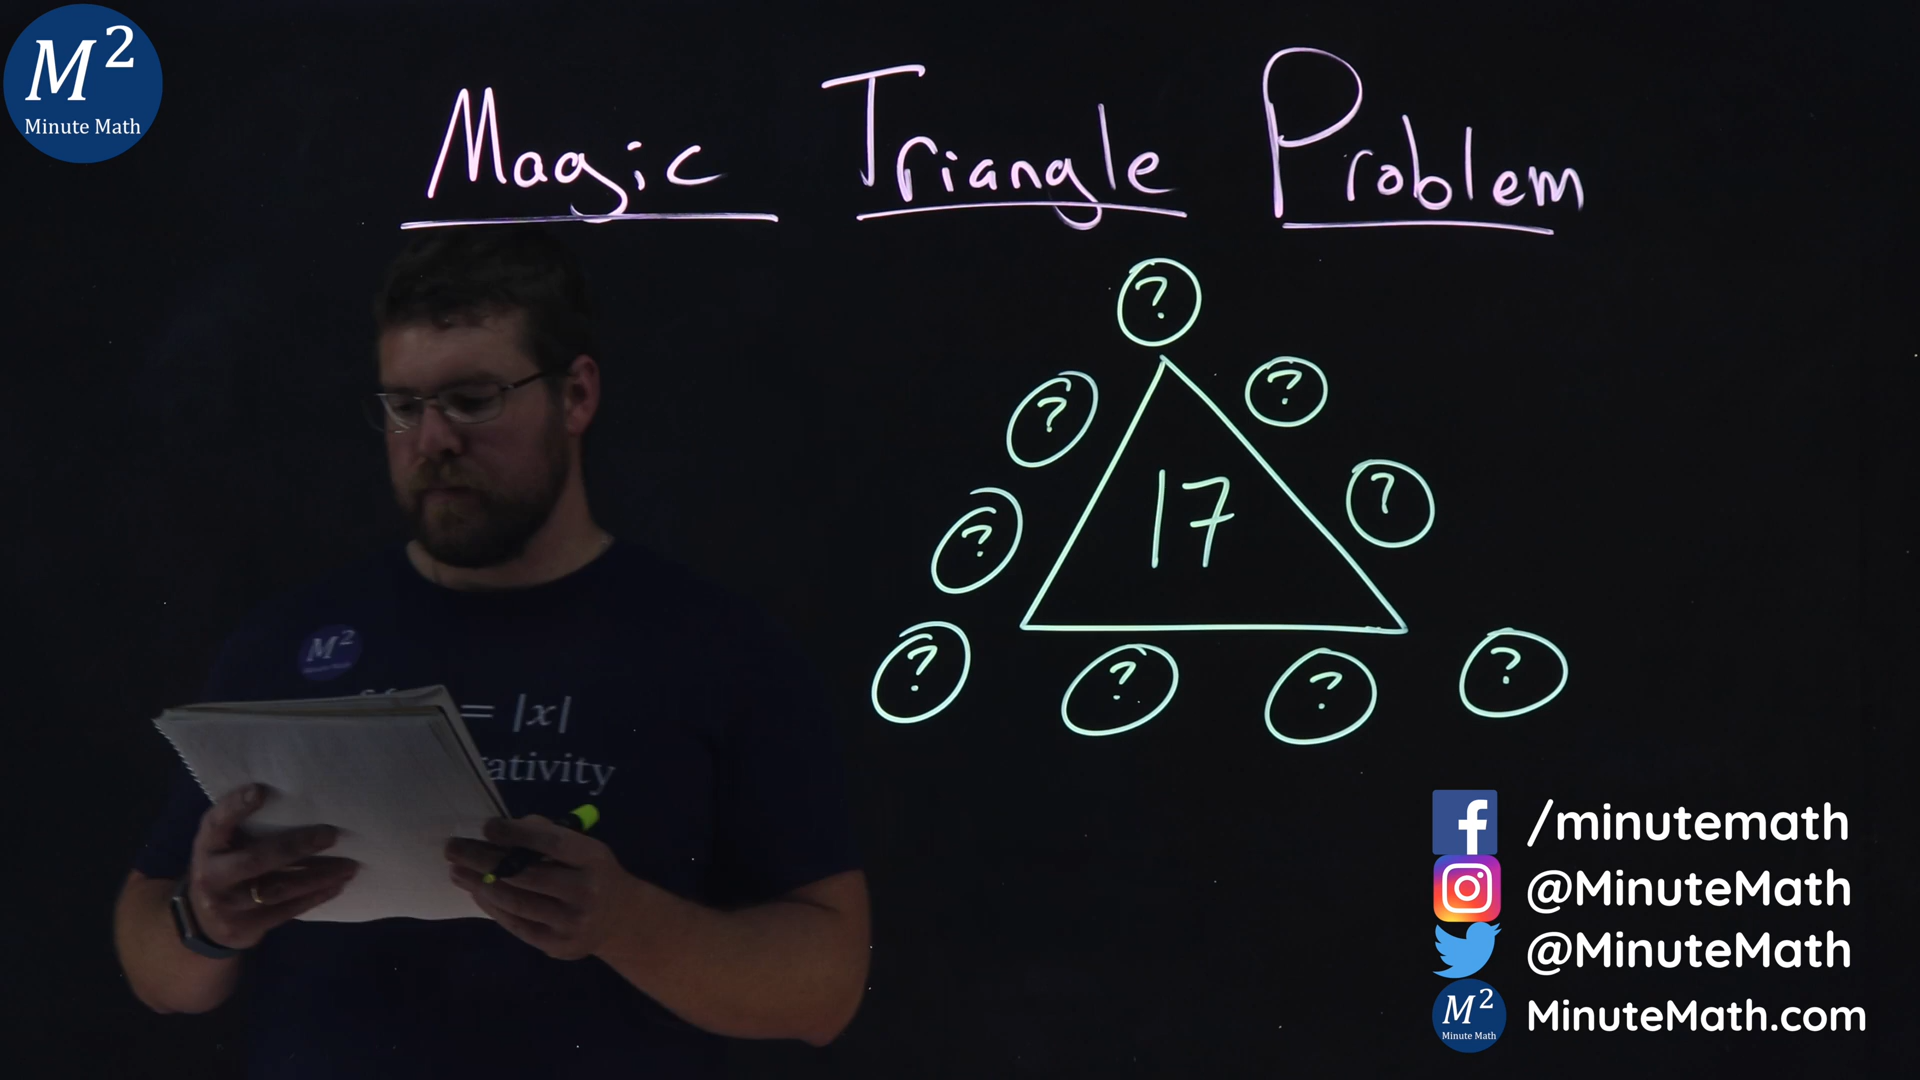 M²
Minute Math
Magic Triangle Problem
?
? ?
17
? ?
? ? ? ?
M²
= |x|
ativity
/minutemath
@MinuteMath
@MinuteMath
M²
Minute Math
MinuteMath.com